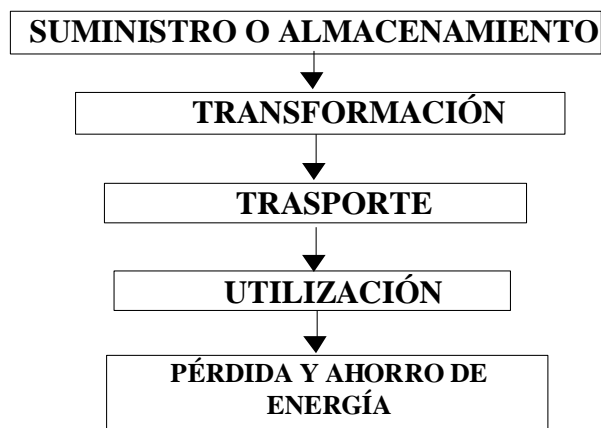 SUMINISTRO O ALMACENAMIENTO
TRANSFORMACIÓN
TRASPORTE
UTILIZACIÓN
PÉRDIDA Y AHORRO DE
ENERGÍA